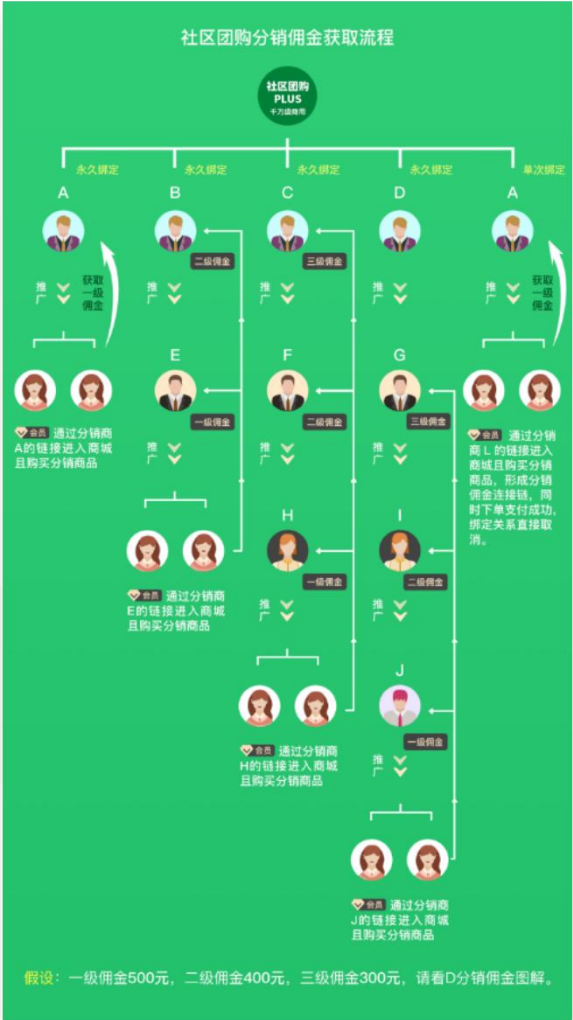 社区团购分销佣金获取流程
社区团购
PLUS
千万级商帮
永久绑定
永久绑定
永久绑定
永久绑定
单次绑定
A
B
C
D
A
二级佣金
三级佣金
推广
获取
一级
佣金
推广
推广
推广
推广
获取
一级
佣金
E
F
G
一级佣金
二级佣金
三级佣金
会员 通过分销商
A的链接进入商城
且购买分销商品
推广
推广
推广
会员 通过分销
商 L 的链接进入
商城且购买分销
商品，形成分销
佣金连接链，同
时下单支付成功，
绑定关系直接取
消。
H
I
一级佣金
二级佣金
会员 通过分销商
E的链接进入商城
且购买分销商品
推广
推广
J
一级佣金
会员 通过分销商
H的链接进入商城
且购买分销商品
推广
会员 通过分销商
J的链接进入商城
且购买分销商品
假设：一级佣金500元，二级佣金400元，三级佣金300元，请看D分销佣金图解。